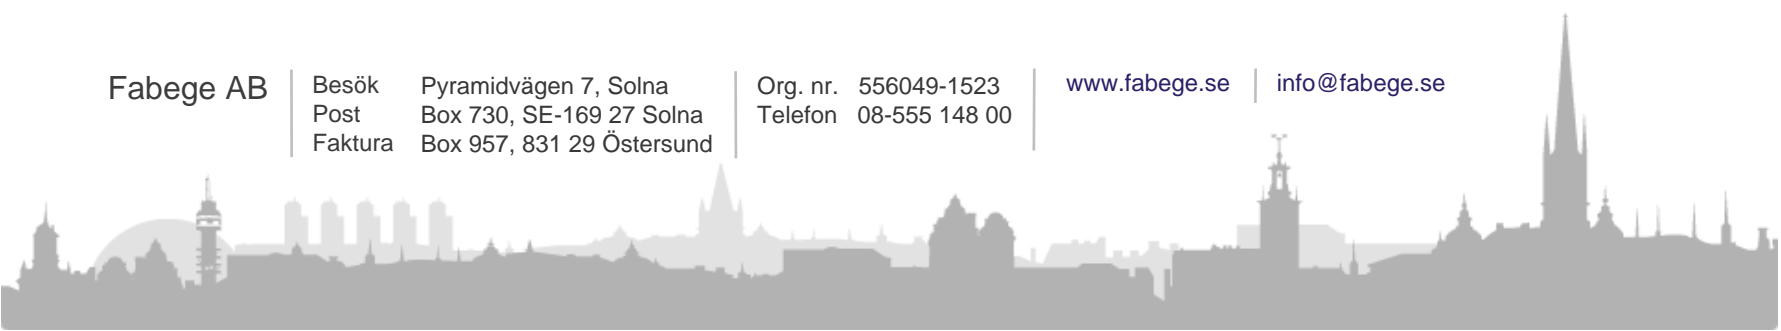 Fabege AB
Besök Pyramidvägen 7, Solna
Post Box 730, SE-169 27 Solna
Faktura Box 957, 831 29 Östersund
Org. nr. 556049-1523
Telefon 08-555 148 00
www.fabege.se
info@fabege.se